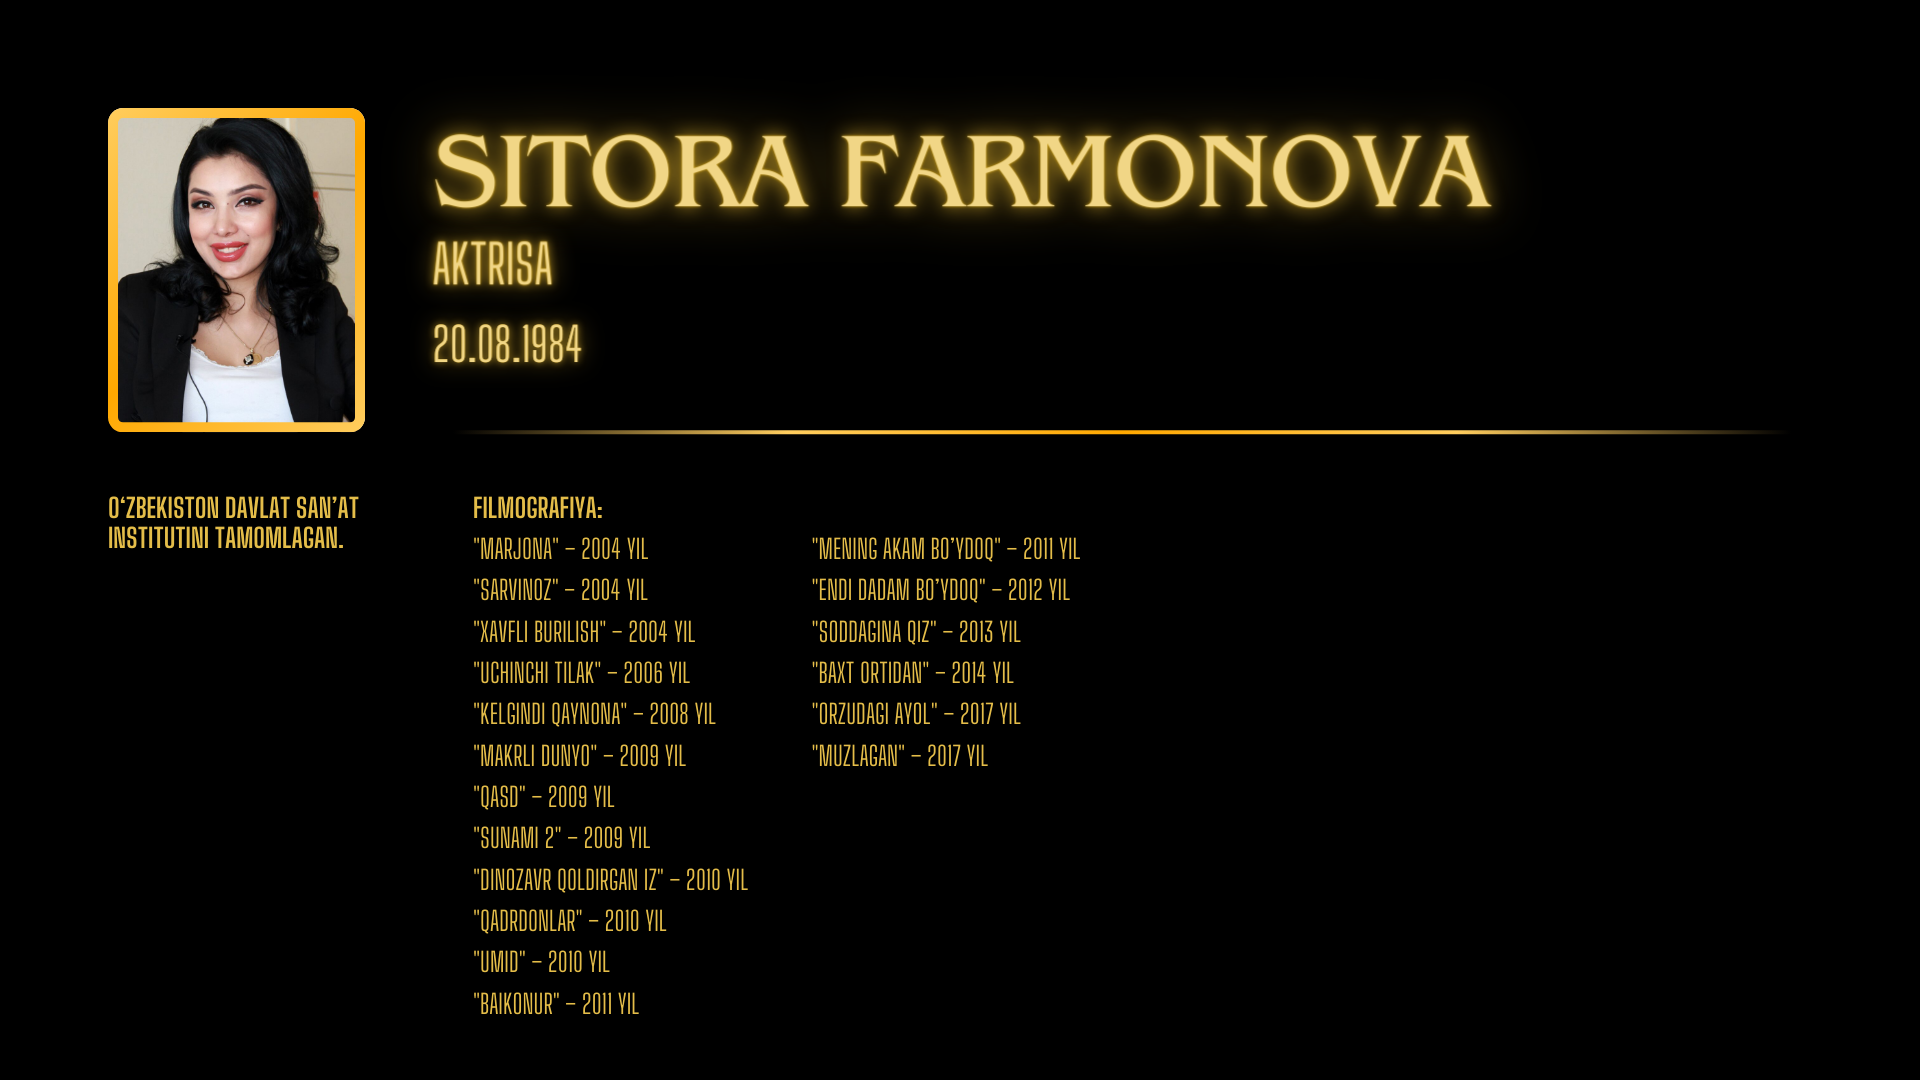 SITORA FARMONOVA
AKTRISA
20.08.1984
O‘ZBEKISTON DAVLAT SAN’AT
INSTITUTINI TAMOMLAGAN.
FILMOGRAFIYA:
"MARJONA" – 2004 YIL
"SARVINOZ" – 2004 YIL
"XAVFLI BURILISH" – 2004 YIL
"UCHINCHI TILAK" – 2006 YIL
"KELGINDI QAYNONA" – 2008 YIL
"MAKRLI DUNYO" – 2009 YIL
"QASD" – 2009 YIL
"SUNAMI 2" – 2009 YIL
"DINOZAVR QOLDIRGAN IZ" – 2010 YIL
"QADRDONLAR" – 2010 YIL
"UMID" – 2010 YIL
"BAIKONUR" – 2011 YIL
"MENING AKAM BO’YDOQ" – 2011 YIL
"ENDI DADAM BO’YDOQ" – 2012 YIL
"SODDAGINA QIZ" – 2013 YIL
"BAXT ORTIDAN" – 2014 YIL
"ORZUDAGI AYOL" – 2017 YIL
"MUZLAGAN" – 2017 YIL